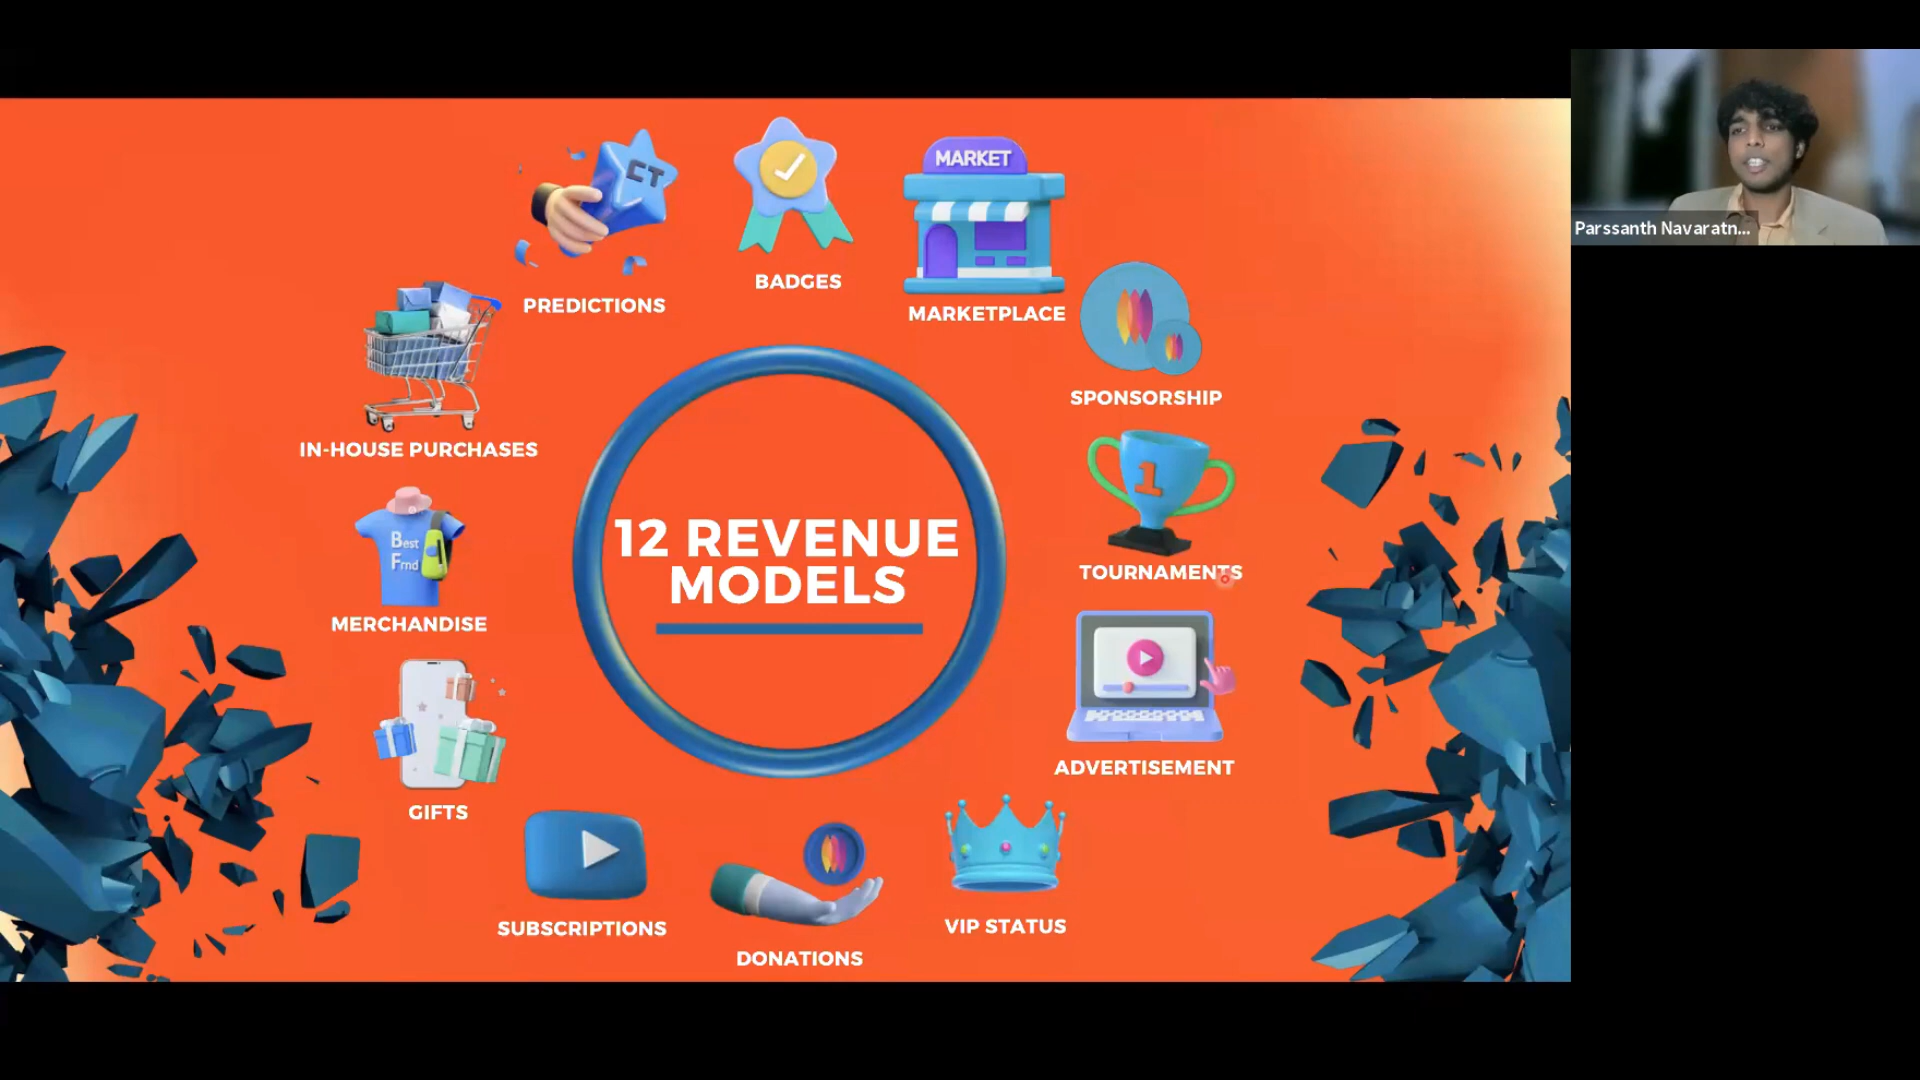 MARKET
CT
PREDICTIONS
BADGES
MARKETPLACE
Parssanth Navaratn...
IN-HOUSE PURCHASES
SPONSORSHIP
1
TOURNAMENTS
12 REVENUE
MODELS
Best
Frnd
MERCHANDISE
ADVERTISEMENT
GIFTS
SUBSCRIPTIONS
DONATIONS
VIP STATUS